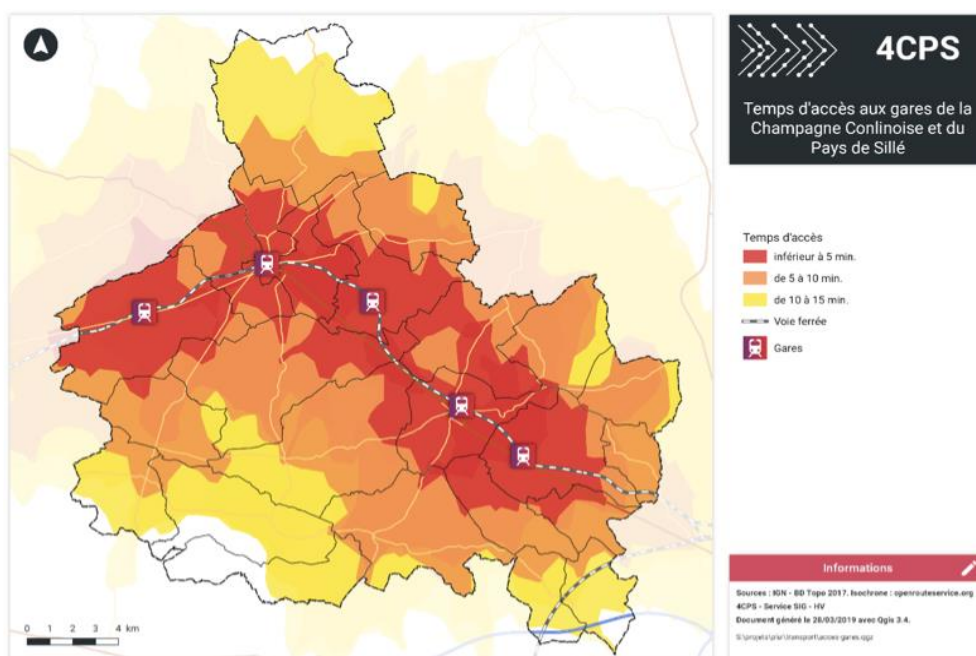 4CPS
Temps d'accès aux gares de la
Champagne Conlinoise et du
Pays de Sillé
Temps d'accès
inférieur à 5 min.
de 5 à 10 min.
de 10 à 15 min.
Voie ferrée
Gares
0 1 2 3 4 km
Informations
Sources : IGN - BD Topo 2017. Isochrone : openrouteservice.org
4CPS - Service SIG - HV
Document généré le 28/03/2019 avec Qgis 3.4.